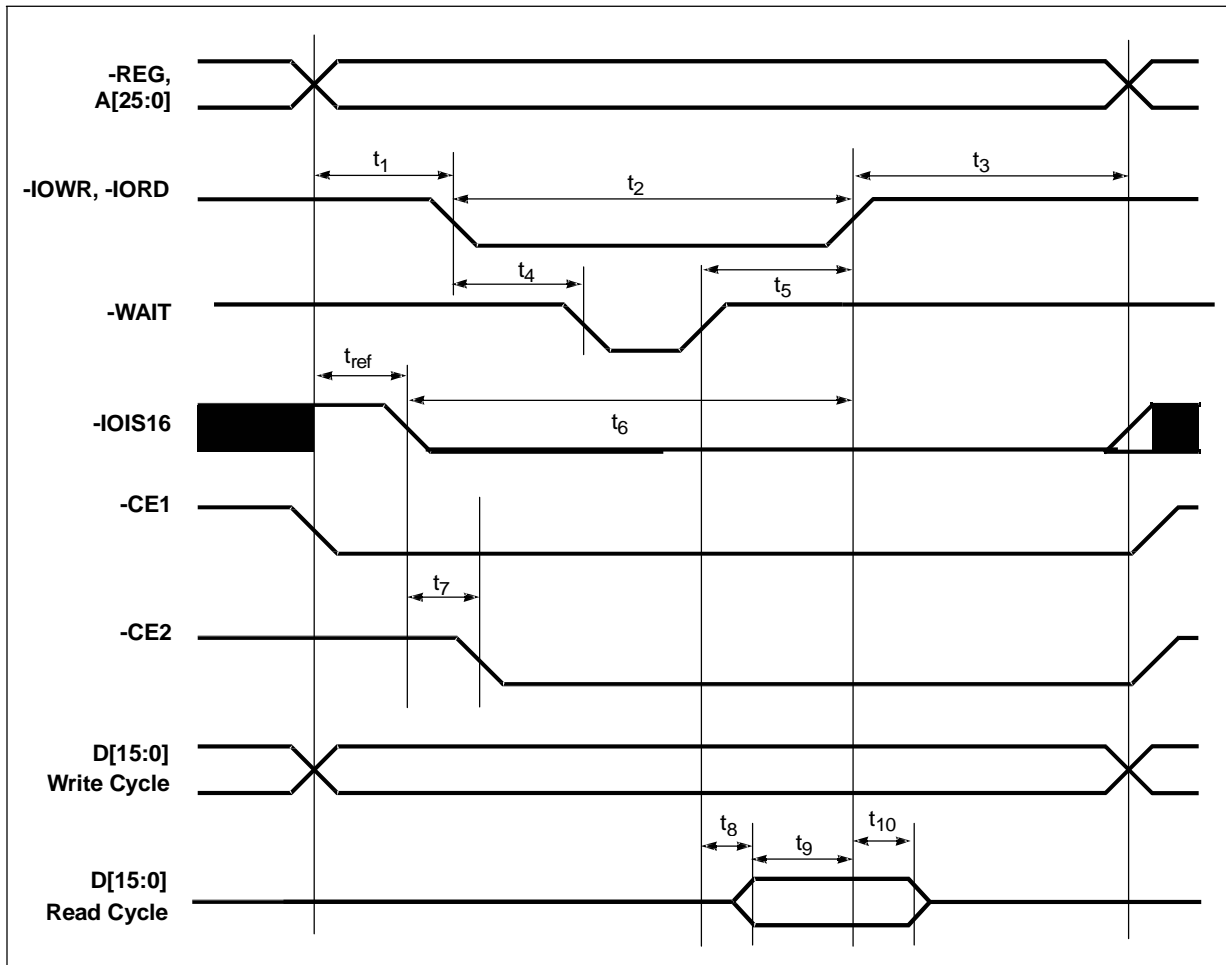 -REG,
A[25:0]
t1
t2
t3
-IOWR, -IORD
t4
t5
-WAIT
tref
-IOIS16
t6
-CE1
t7
-CE2
D[15:0]
Write Cycle
t8
t9
t10
D[15:0]
Read Cycle